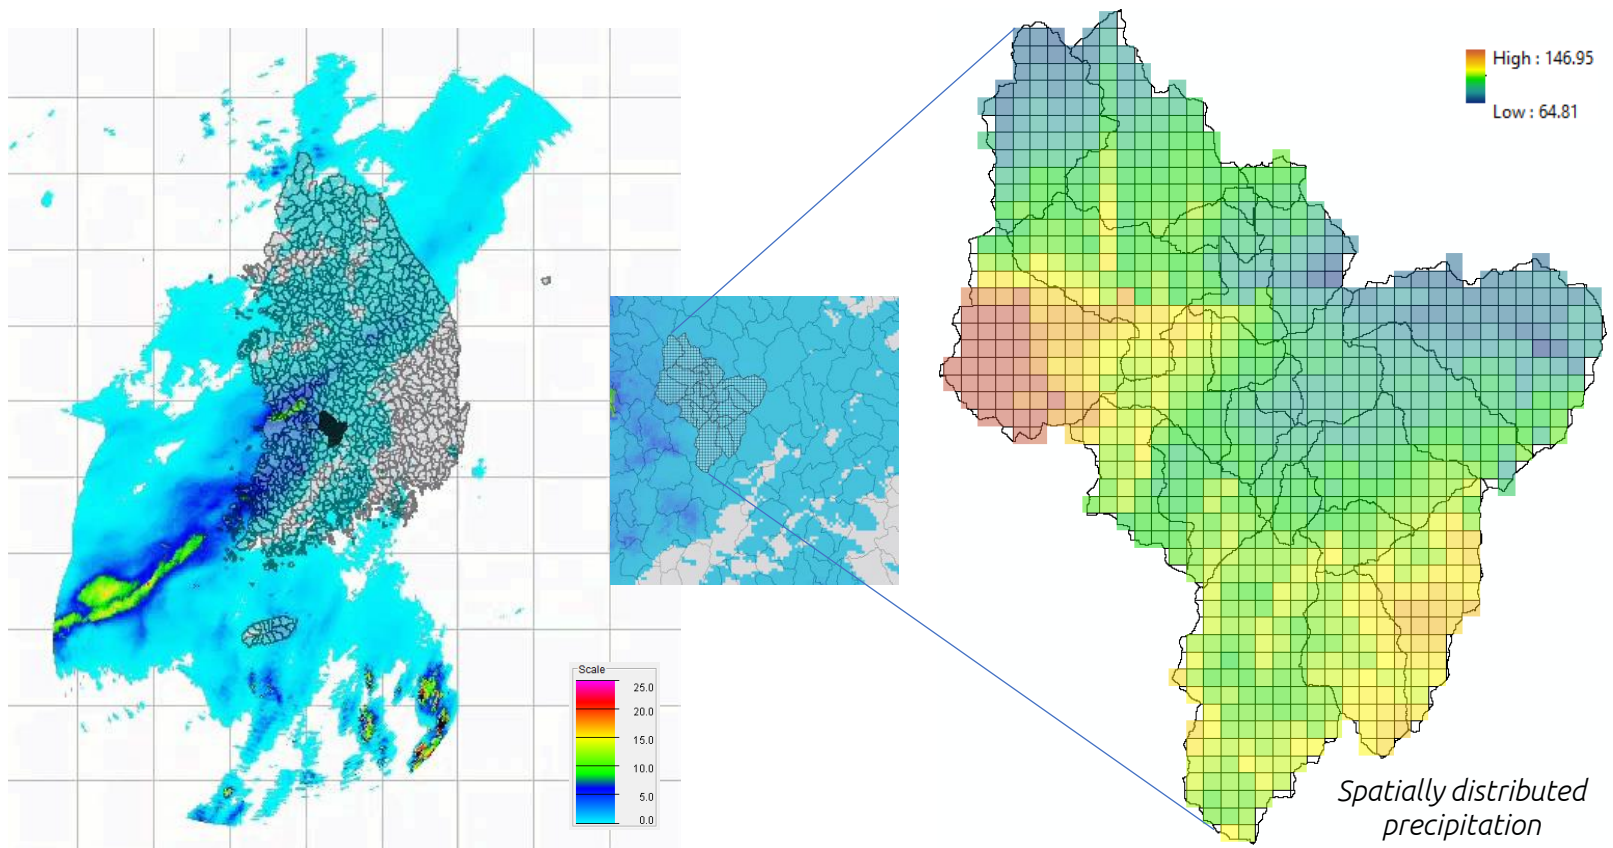 High : 146.95
Low : 64.81
Scale
25.0
20.0
15.0
10.0
5.0
0.0
Spatially distributed
precipitation